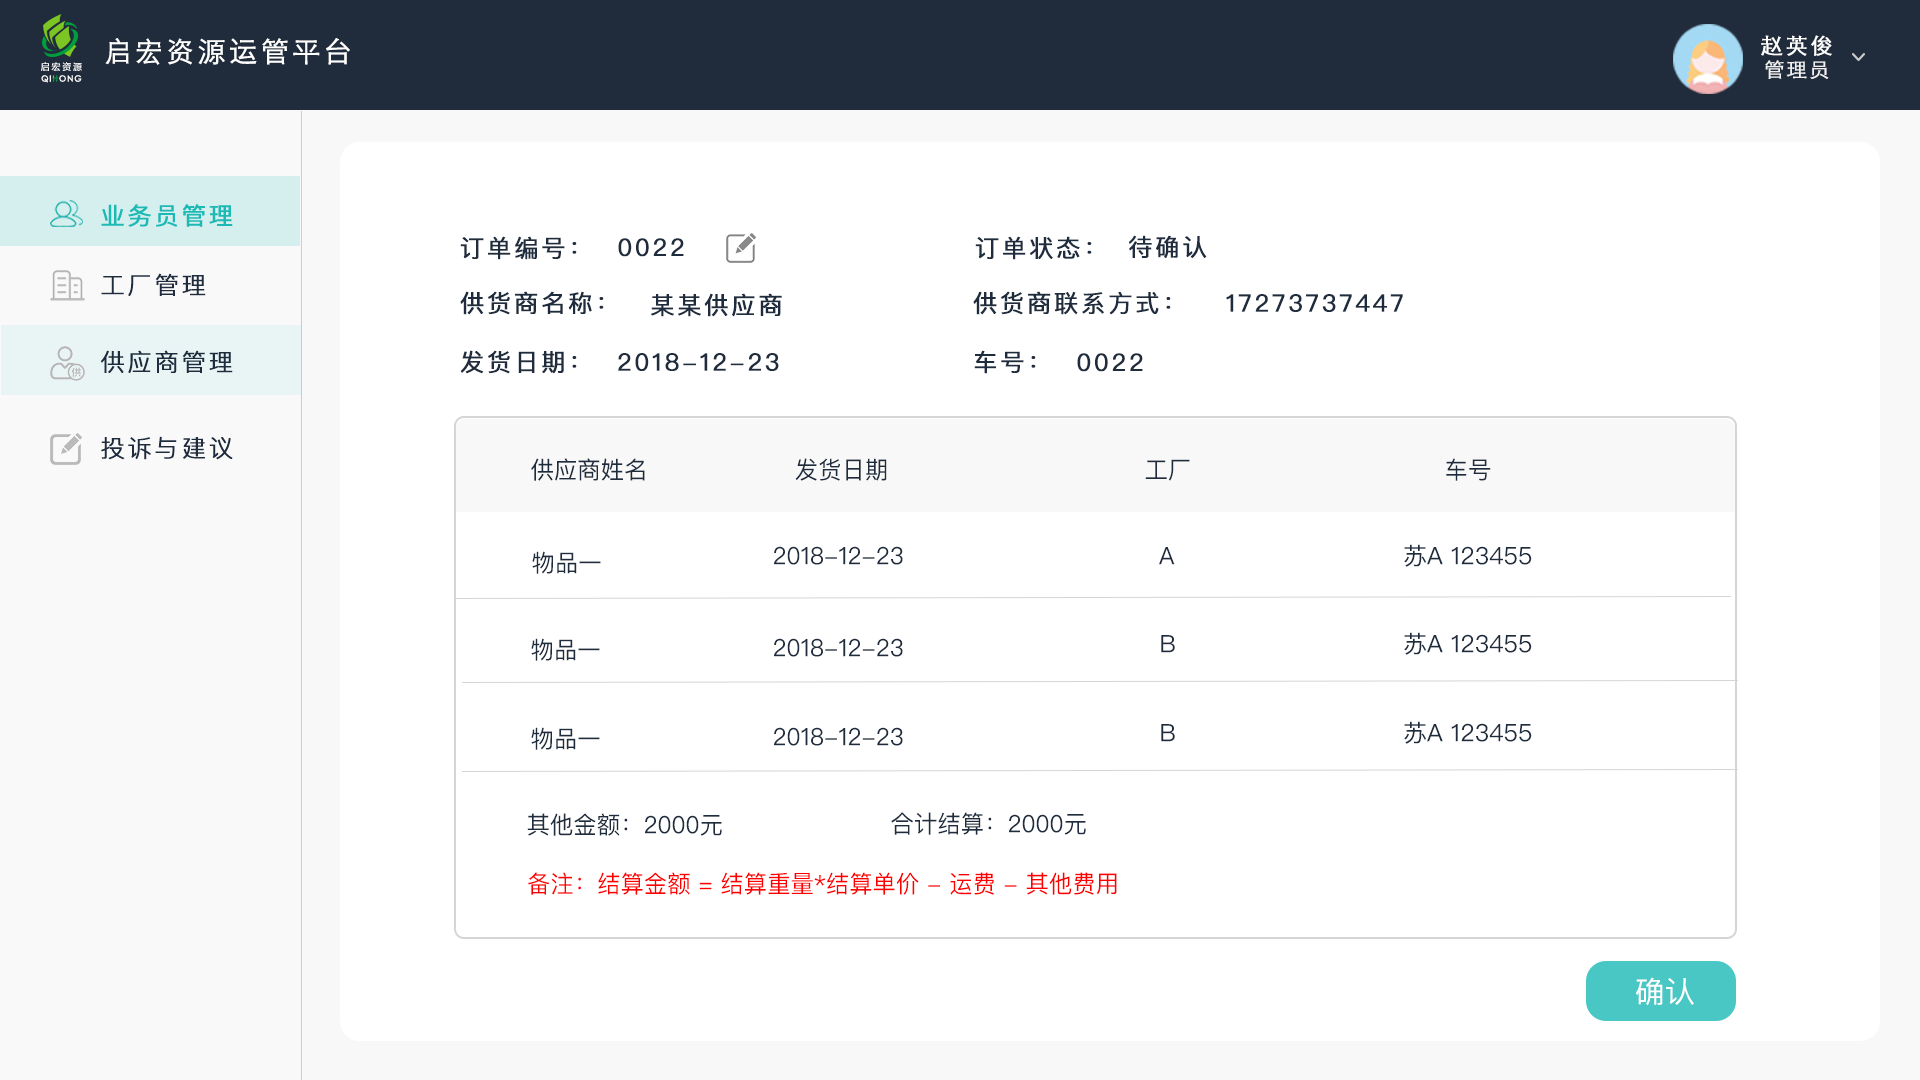 启宏资源
QIHONG
启宏资源运管平台
赵英俊
管理员
业务员管理
工厂管理
供应商管理
供
投诉与建议
订单编号： 0022
订单状态： 待确认
供货商名称： 某某供应商
供货商联系方式： 17273737447
发货日期： 2018-12-23
车号： 0022
供应商姓名 发货日期 工厂 车号
物品一 2018-12-23 A 苏A 123455
物品一 2018-12-23 B 苏A 123455
物品一 2018-12-23 B 苏A 123455
其他金额：2000元 合计结算：2000元
备注：结算金额 = 结算重量*结算单价 - 运费 - 其他费用
确认